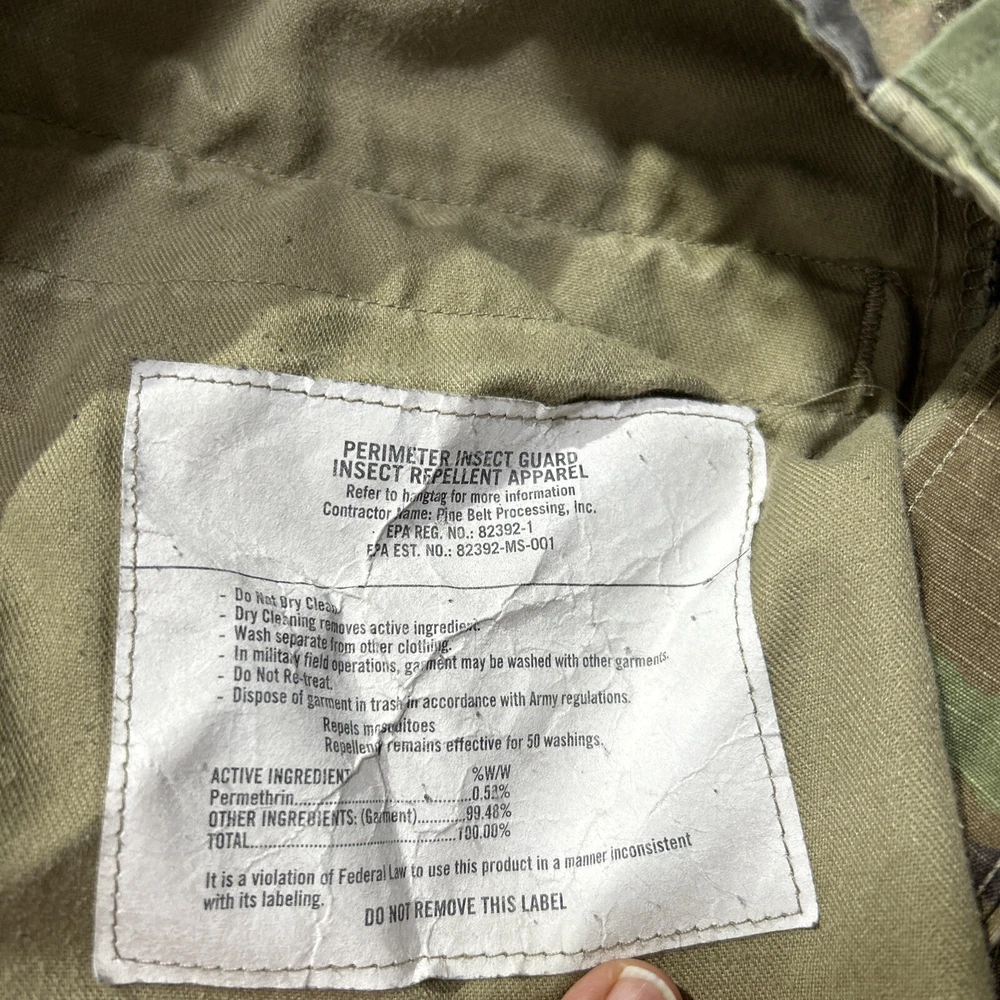 PERIMETER INSECT GUARD
INSECT REPELLENT APPAREL
Refer to hangtag for more information
Contractor Name: Pine Belt Processing, Inc.
EPA REG. NO.: 82392-1
EPA EST. NO.: 82392-MS-001
- Do Not Dry Clean
- Dry Cleaning removes active ingredient.
- Wash separate from other clothing.
- In military field operations, garment may be washed with other garments.
- Do Not Re-treat.
- Dispose of garment in trash in accordance with Army regulations.
Repels mosquitoes
Repellent remains effective for 50 washings.
ACTIVE INGREDIENT %W/W
Permethrin..........................0.52%
OTHER INGREDIENTS: (Garment)..........99.48%
TOTAL................................100.00%
It is a violation of Federal Law to use this product in a manner inconsistent
with its labeling.
DO NOT REMOVE THIS LABEL